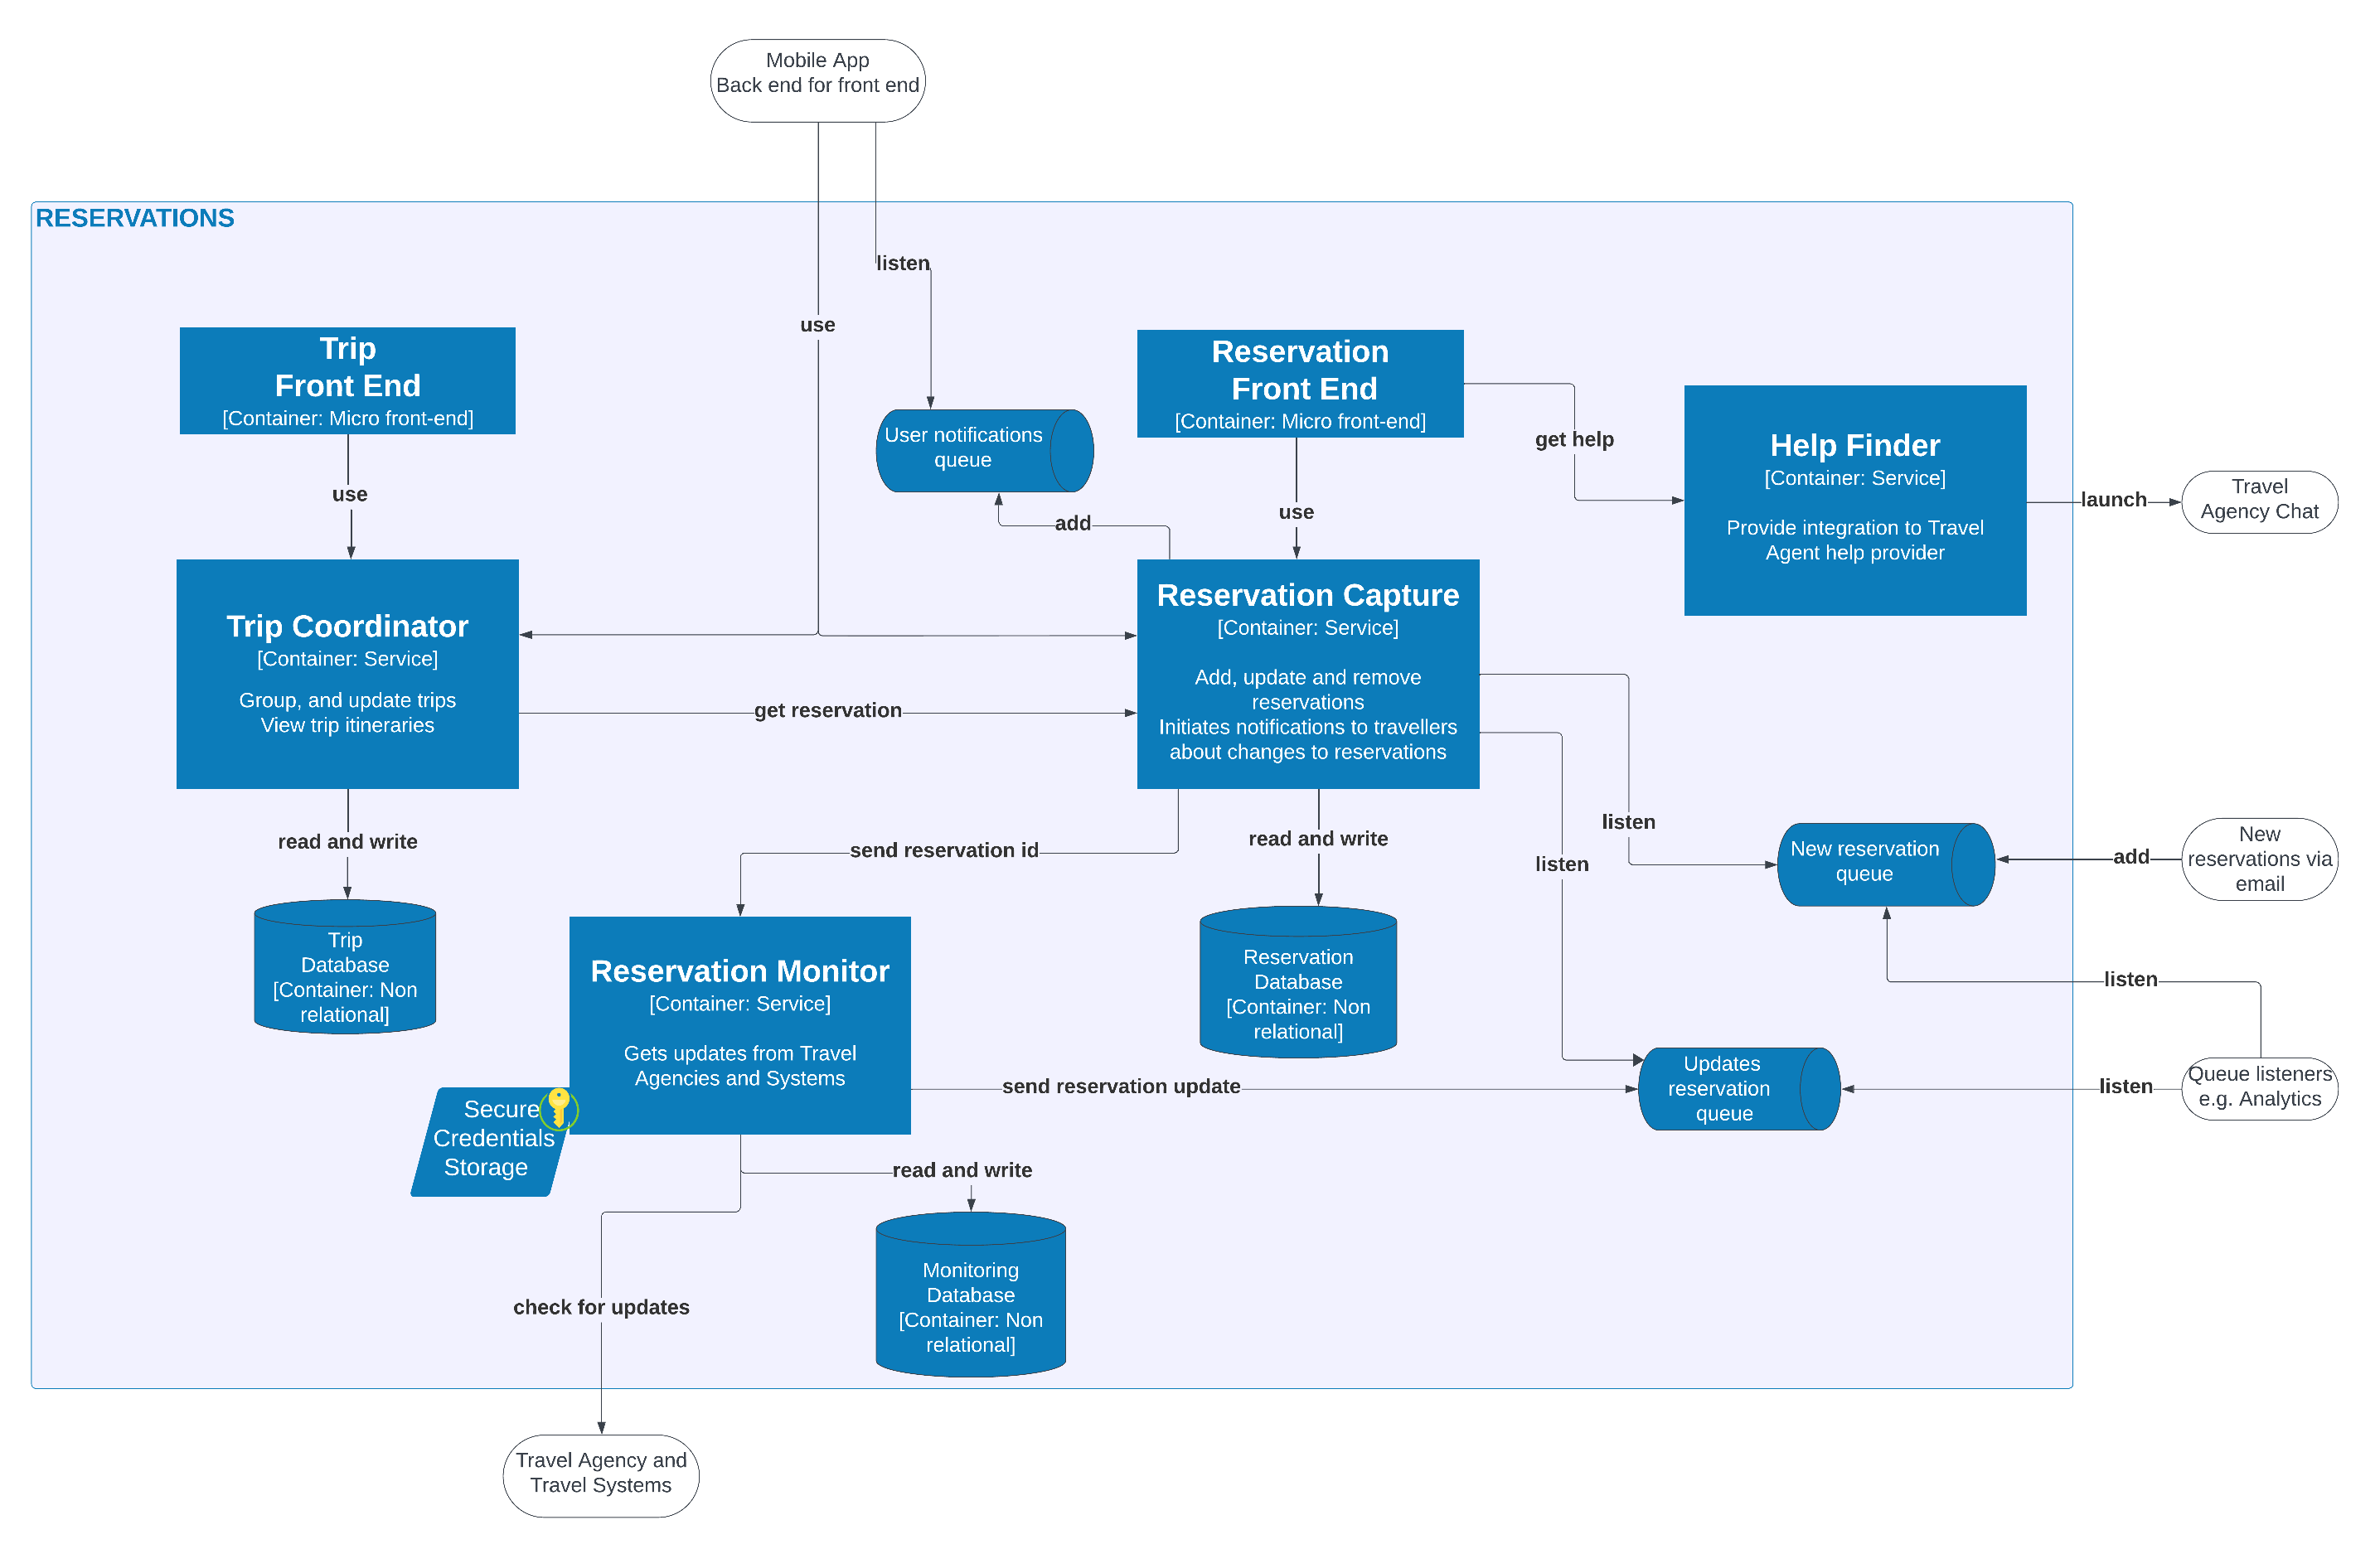 Mobile App
Back end for front end
RESERVATIONS
listen
use
Trip
Front End
[Container: Micro front-end]
Reservation
Front End
[Container: Micro front-end]
User notifications
queue
get help
Help Finder
[Container: Service]
Provide integration to Travel
Agent help provider
launch
Travel
Agency Chat
use
add
use
Trip Coordinator
[Container: Service]
Group, and update trips
View trip itineraries
Reservation Capture
[Container: Service]
Add, update and remove
reservations
Initiates notifications to travellers
about changes to reservations
get reservation
read and write
send reservation id
read and write
listen
listen
New reservation
queue
add
New
reservations via
email
Trip
Database
[Container: Non
relational]
Reservation Monitor
[Container: Service]
Gets updates from Travel
Agencies and Systems
Reservation
Database
[Container: Non
relational]
listen
Secure
Credentials
Storage
send reservation update
Updates
reservation
queue
listen
Queue listeners
e.g. Analytics
read and write
Monitoring
Database
[Container: Non
relational]
check for updates
Travel Agency and
Travel Systems